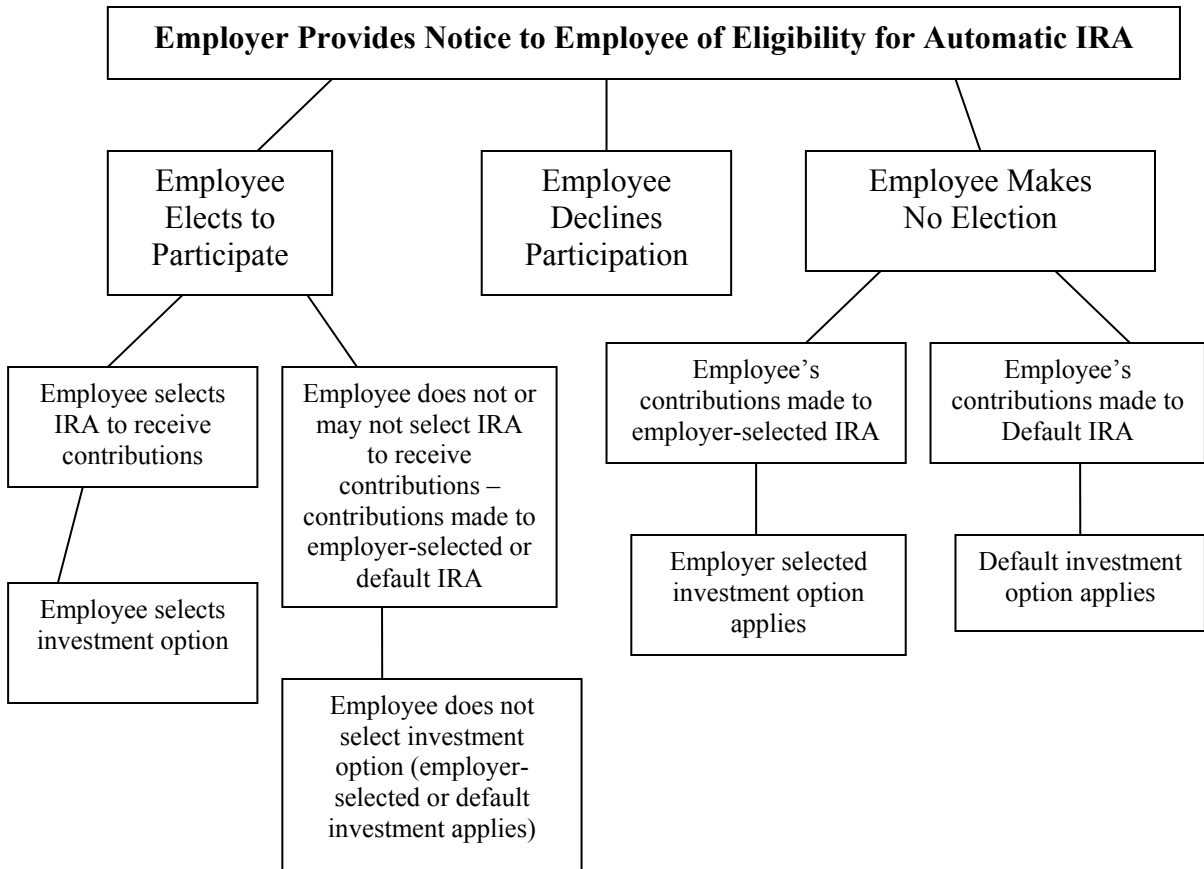 Employer Provides Notice to Employee of Eligibility for Automatic IRA
Employee
Elects to
Participate
Employee
Declines
Participation
Employee Makes
No Election
Employee selects
IRA to receive
contributions
Employee does not or
may not select IRA
to receive
contributions –
contributions made to
employer-selected or
default IRA
Employee’s
contributions made to
employer-selected IRA
Employee’s
contributions made to
Default IRA
Employee selects
investment option
Employee does not
select investment
option (employer-
selected or default
investment applies)
Employer selected
investment option
applies
Default investment
option applies